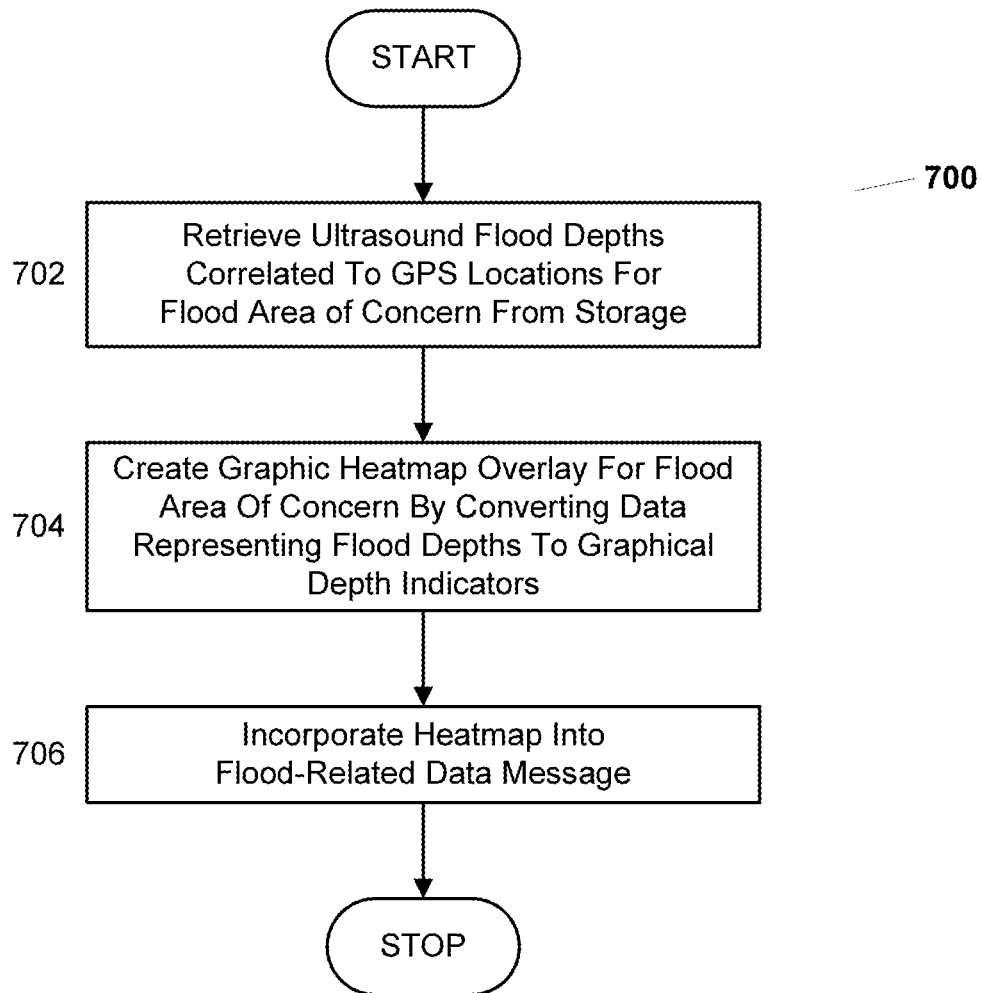 START
700
702
Retrieve Ultrasound Flood Depths
Correlated To GPS Locations For
Flood Area of Concern From Storage
704
Create Graphic Heatmap Overlay For Flood
Area Of Concern By Converting Data
Representing Flood Depths To Graphical
Depth Indicators
706
Incorporate Heatmap Into
Flood-Related Data Message
STOP